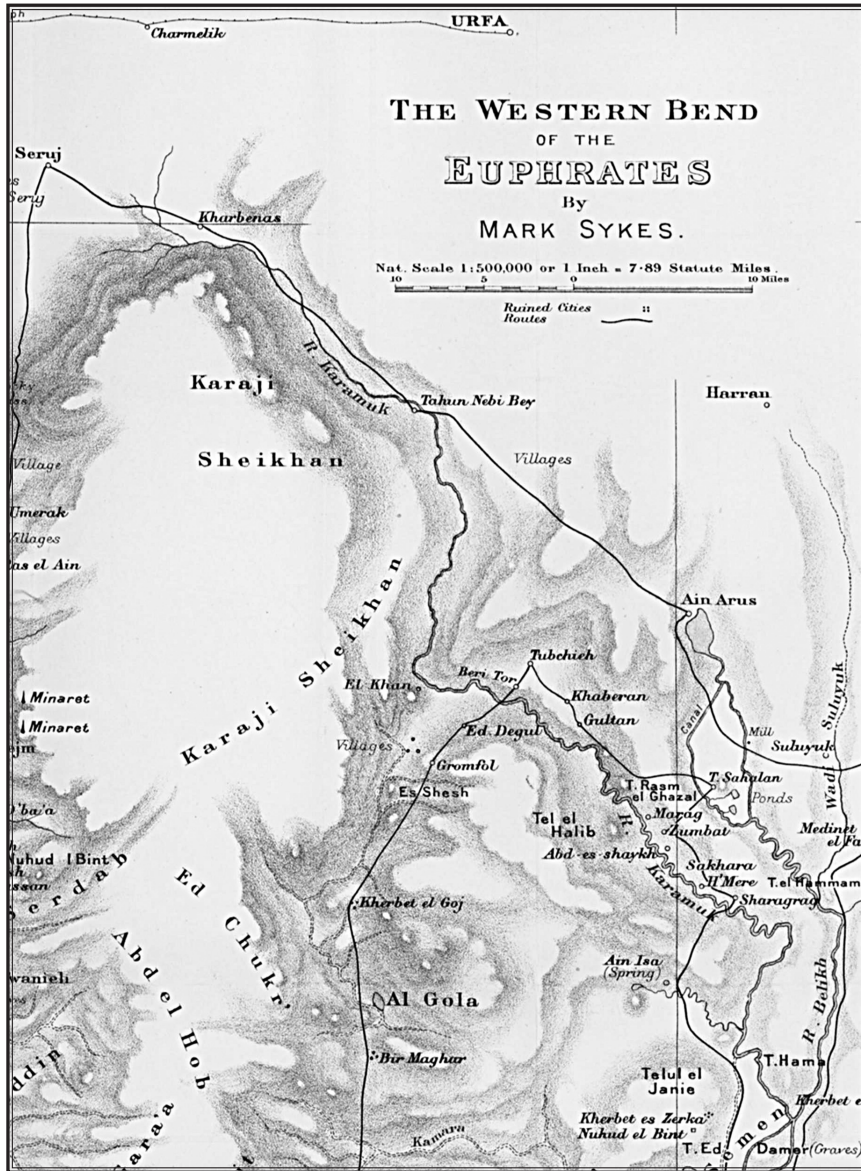 URFA
Charmelik
THE WESTERN BEND
OF THE
EUPHRATES
By
MARK SYKES.
Nat. Scale 1:500,000 or 1 Inch = 7·89 Statute Miles.
10 5 0 10 Miles
Ruined Cities
Routes
Seruj
Kharbenas
R. Karamuk
Karaji
Sheikhan
Tahun Nebi Bey
Harran
Village
Villages
Umerak
Villages
Ras el Ain
Karaji Sheikhan
Ain Arus
Tubchieh
Beri Tor
El Khan
Khaberan
Gultan
Ed. Degul
Minaret
Minaret
Villages
Gromfol
Es Shesh
Canal
Mill
Suluyuk
Wadi Suluyuk
T. Sahalan
Ponds
T. Rasm
el Ghazal
Marag
Zumbat
Tel el
Halib
Abd-es-shaykh
R. Karamuk
Medinet
el Fa
Sakhara
H'Mere
T. el Hammam
Sharagrag
Nuhud l Bint
Serdab
Ed Chukr'
Kherbet el Goj
Abd el Hob
Ain Isa
(Spring)
Al Gola
R. Belikh
Bir Maghar
T. Hama
Telul el
Janie
Kherbet es Zerka
Nuhud el Bint
Kherbet e
Kamara
T. Ed
Damer (Graves)